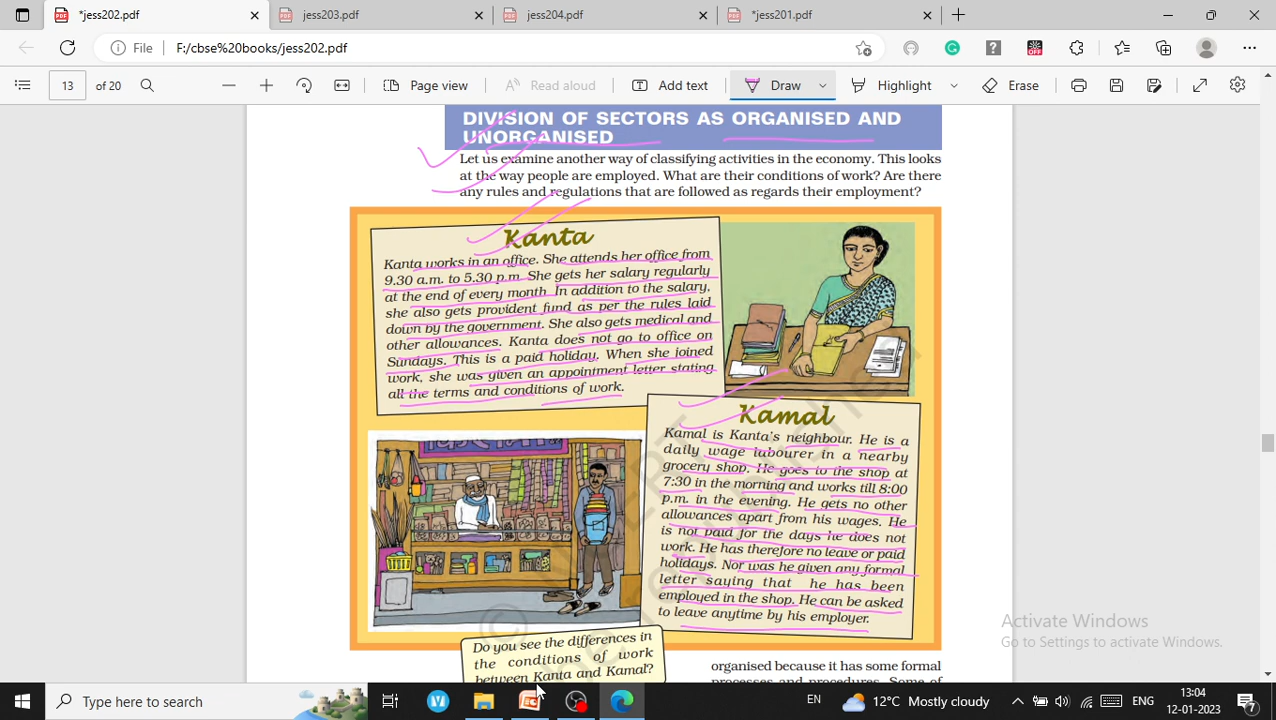 *jess202.pdf
jess203.pdf
jess204.pdf
*jess201.pdf
File F:/cbse%20books/jess202.pdf
13 of 20 Page view Read aloud Add text Draw Highlight Erase
DIVISION OF SECTORS AS ORGANISED AND
UNORGANISED
Let us examine another way of classifying activities in the economy. This looks
at the way people are employed. What are their conditions of work? Are there
any rules and regulations that are followed as regards their employment?
Kanta
Kanta works in an office. She attends her office from
9.30 a.m. to 5.30 p.m. She gets her salary regularly
at the end of every month. In addition to the salary,
she also gets provident fund as per the rules laid
down by the government. She also gets medical and
other allowances. Kanta does not go to office on
Sundays. This is a paid holiday. When she joined
work, she was given an appointment letter stating
all the terms and conditions of work.
Kamal
Kamal is Kanta's neighbour. He is a
daily wage labourer in a nearby
grocery shop. He goes to the shop at
7:30 in the morning and works till 8:00
p.m. in the evening. He gets no other
allowances apart from his wages. He
is not paid for the days he does not
work. He has therefore no leave or paid
holidays. Nor was he given any formal
letter saying that he has been
employed in the shop. He can be asked
to leave anytime by his employer.
Do you see the differences in
the conditions of work
between Kanta and Kamal?
organised because it has some formal
processes and procedures. Some of
Activate Windows
Go to Settings to activate Windows.
Type here to search
EN
12°C Mostly cloudy
ENG
13:04
12-01-2023
7